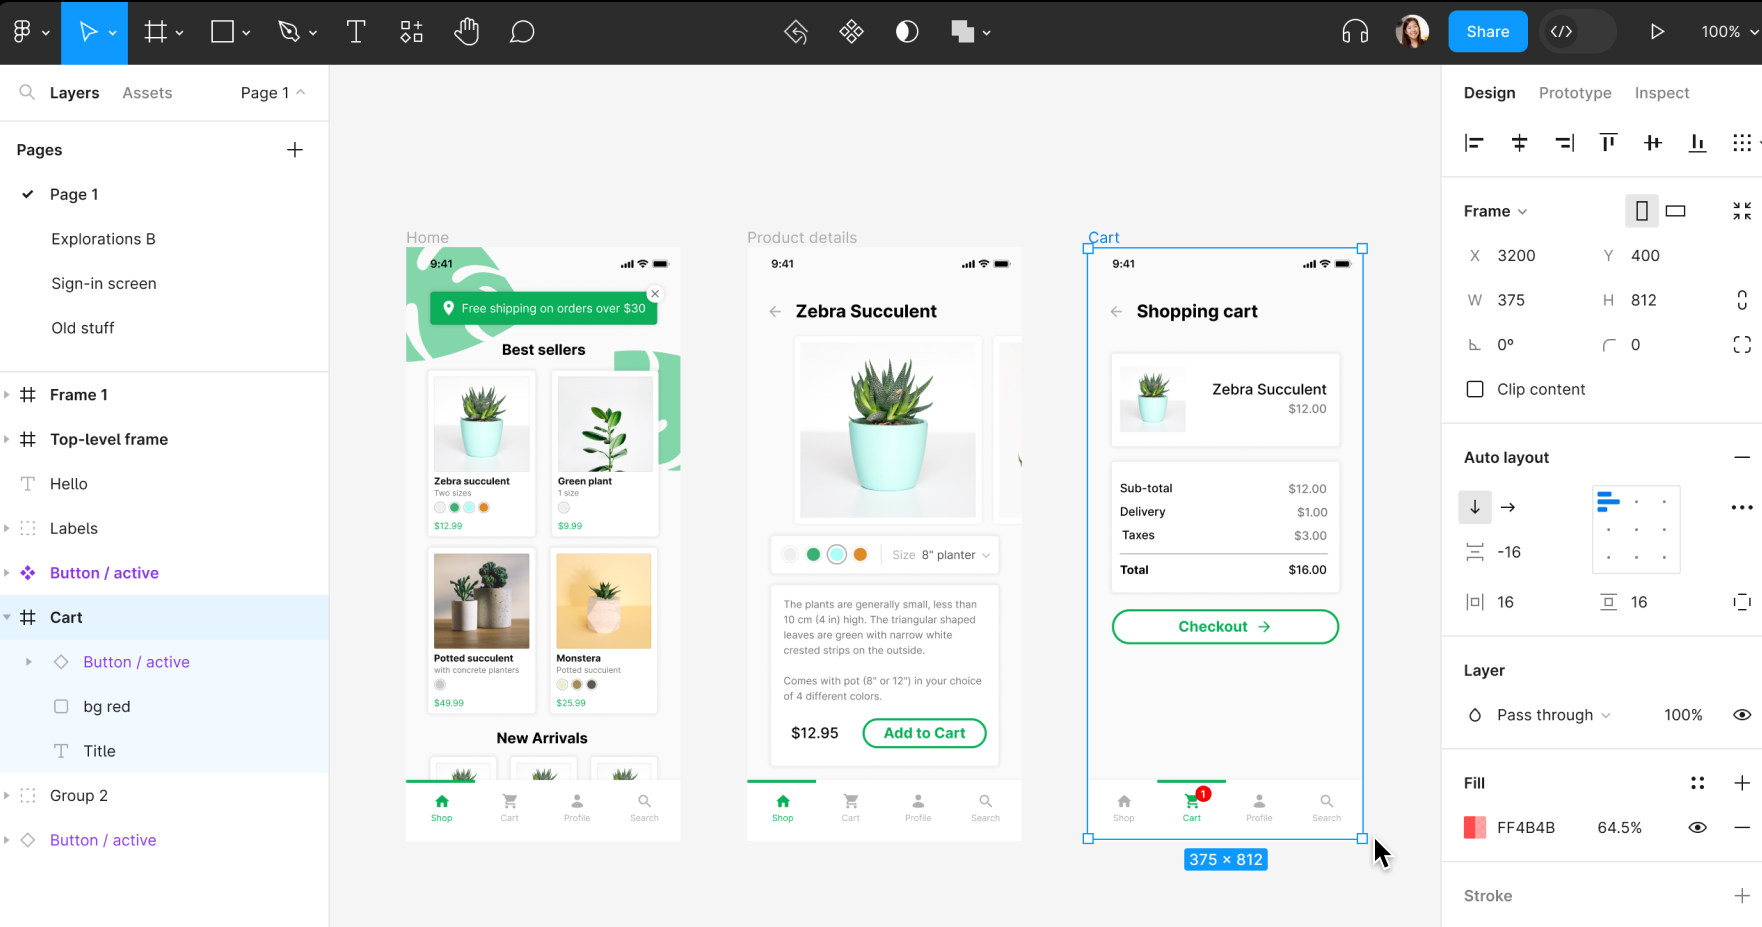 Share
100%
Layers
Assets
Page 1
Pages
Page 1
Explorations B
Sign-in screen
Old stuff
Frame 1
Top-level frame
Hello
Labels
Button / active
Cart
Button / active
bg red
Title
Group 2
Button / active
Home
9:41
Free shipping on orders over $30
Best sellers
Zebra succulent
Two sizes
$12.99
Green plant
1 size
$9.99
Potted succulent
with concrete planters
$49.99
Monstera
Potted succulent
$25.99
New Arrivals
Shop
Cart
Profile
Search
Product details
9:41
Zebra Succulent
Size 8" planter
The plants are generally small, less than
10 cm (4 in) high. The triangular shaped
leaves are green with narrow white
crested strips on the outside.
Comes with pot (8" or 12") in your choice
of 4 different colors.
$12.95
Add to Cart
Shop
Cart
Profile
Search
Cart
9:41
Shopping cart
Zebra Succulent
$12.00
Sub-total $12.00
Delivery $1.00
Taxes $3.00
Total $16.00
Checkout
1
Shop
Cart
Profile
Search
375 × 812
Design
Prototype
Inspect
Frame
X 3200 Y 400
W 375 H 812
0º 0
Clip content
Auto layout
-16
16 16
Layer
Pass through 100%
Fill
FF4B4B 64.5%
Stroke